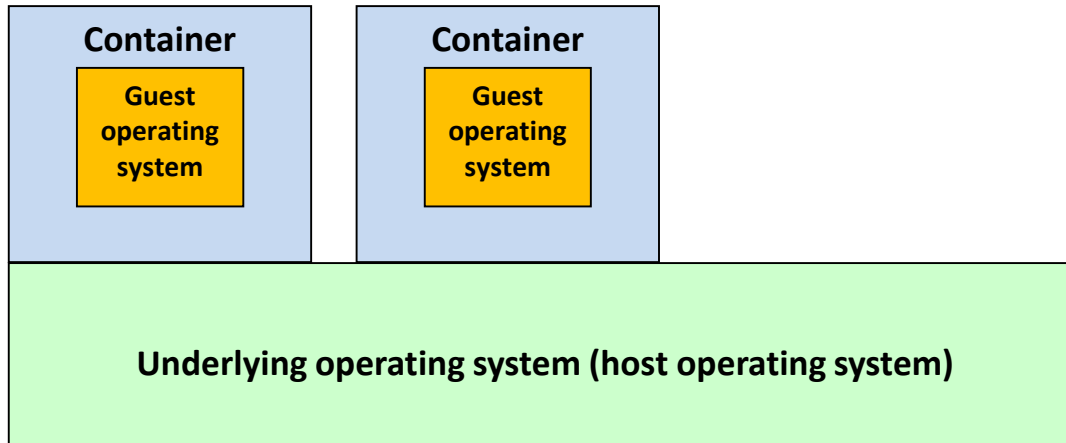 Container
Guest
operating
system
Container
Guest
operating
system
Underlying operating system (host operating system)